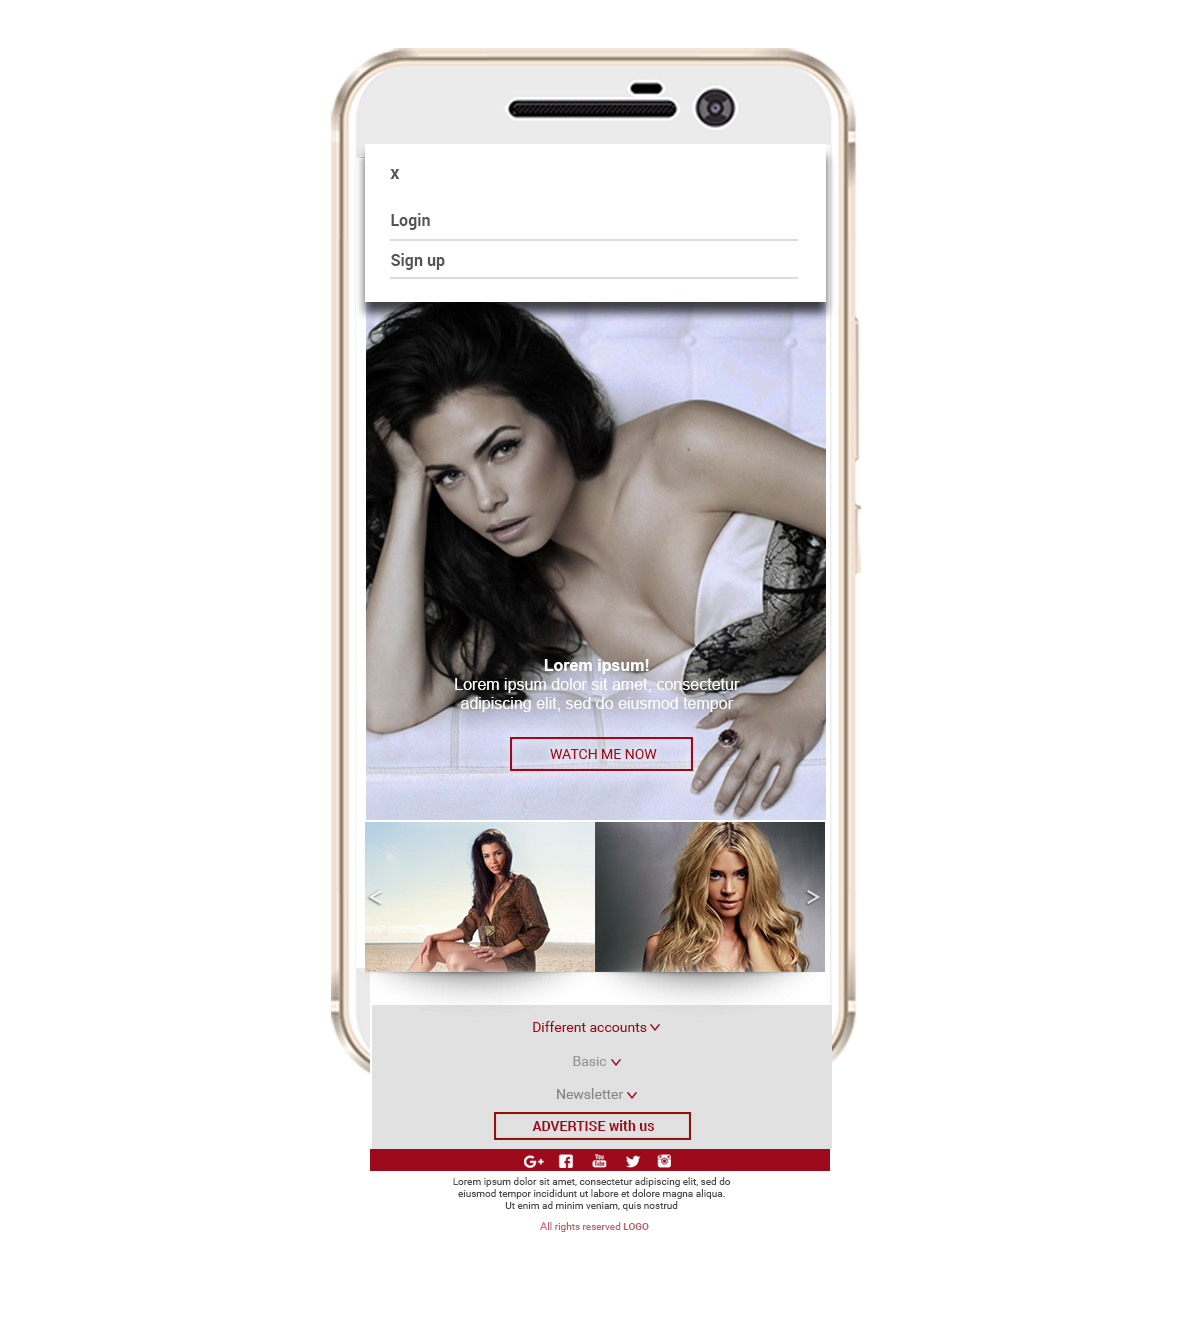 x
Login
Sign up
Lorem ipsum!
Lorem ipsum dolor sit amet, consectetur
adipiscing elit, sed do eiusmod tempor
WATCH ME NOW
<
>
Different accounts
Basic
Newsletter
ADVERTISE with us
G+ f You Tube
Lorem ipsum dolor sit amet, consectetur adipiscing elit, sed do
eiusmod tempor incididunt ut labore et dolore magna aliqua.
Ut enim ad minim veniam, quis nostrud
All rights reserved LOGO